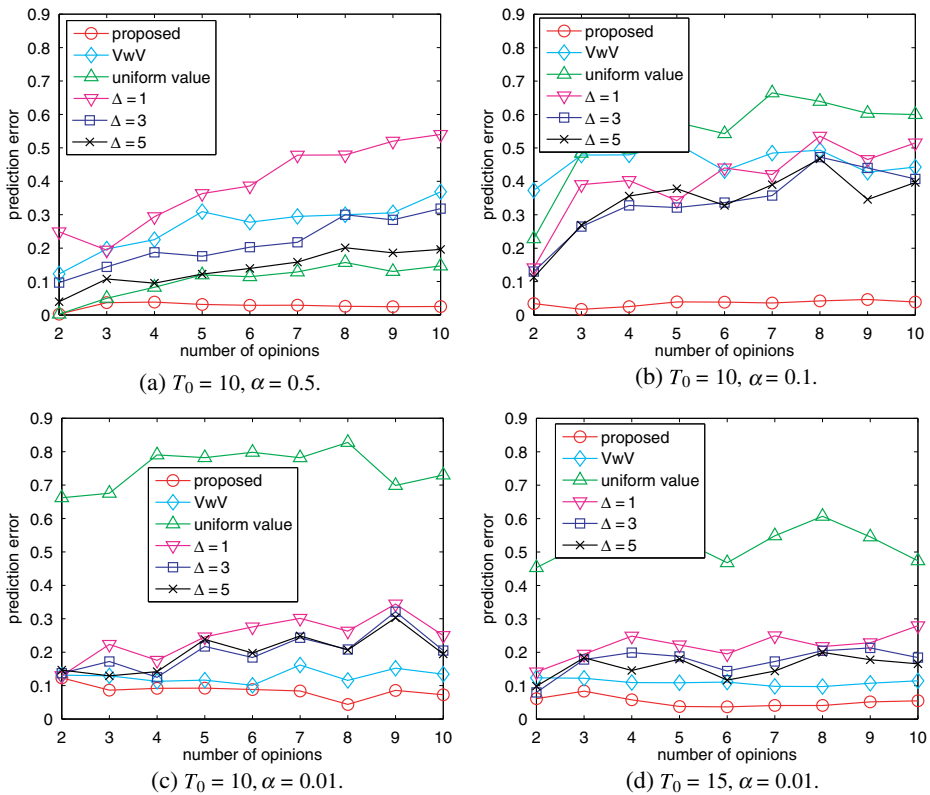 0.9
0.8
0.7
0.6
0.5
0.4
0.3
0.2
0.1
0
prediction error
proposed
VwV
uniform value
Δ = 1
Δ = 3
Δ = 5
2 3 4 5 6 7 8 9 10
number of opinions
(a) T0 = 10, α = 0.5.
0.9
0.8
0.7
0.6
0.5
0.4
0.3
0.2
0.1
0
prediction error
proposed
VwV
uniform value
Δ = 1
Δ = 3
Δ = 5
2 3 4 5 6 7 8 9 10
number of opinions
(b) T0 = 10, α = 0.1.
0.9
0.8
0.7
0.6
0.5
0.4
0.3
0.2
0.1
0
prediction error
proposed
VwV
uniform value
Δ = 1
Δ = 3
Δ = 5
2 3 4 5 6 7 8 9 10
number of opinions
(c) T0 = 10, α = 0.01.
0.9
0.8
0.7
0.6
0.5
0.4
0.3
0.2
0.1
0
prediction error
proposed
VwV
uniform value
Δ = 1
Δ = 3
Δ = 5
2 3 4 5 6 7 8 9 10
number of opinions
(d) T0 = 15, α = 0.01.